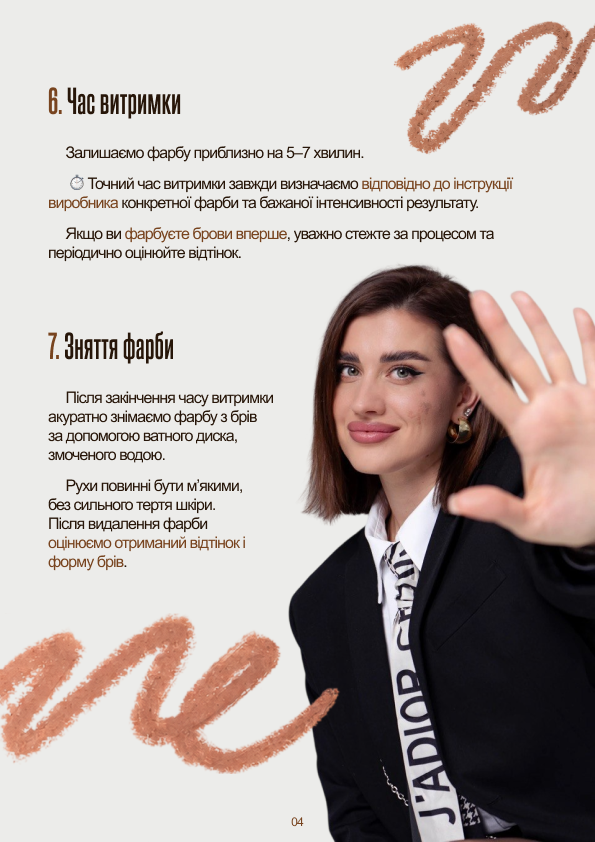 6. Час витримки
Залишаємо фарбу приблизно на 5–7 хвилин.
⏱ Точний час витримки завжди визначаємо відповідно до інструкції
виробника конкретної фарби та бажаної інтенсивності результату.
Якщо ви фарбуєте брови вперше, уважно стежте за процесом та
періодично оцінюйте відтінок.
7. Зняття фарби
Після закінчення часу витримки
акуратно знімаємо фарбу з брів
за допомогою ватного диска,
змоченого водою.
Рухи повинні бути м’якими,
без сильного тертя шкіри.
Після видалення фарби
оцінюємо отриманий відтінок і
форму брів.
J'ADIOR
04